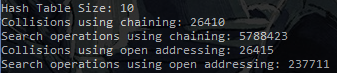 Hash Table Size: 10
Collisions using chaining: 26410
Search operations using chaining: 5788423
Collisions using open addressing: 26415
Search operations using open addressing: 237711